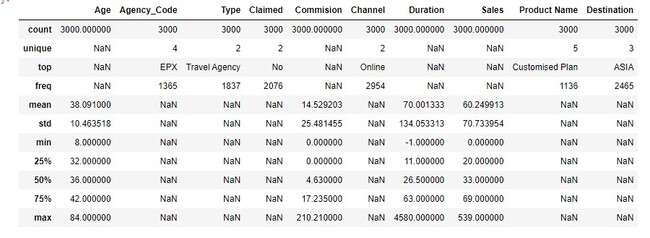 Age Agency_Code Type Claimed Commision Channel Duration Sales Product Name Destination
count 3000.000000 3000 3000 3000 3000.000000 3000 3000.000000 3000.000000 3000 3000
unique NaN 4 2 2 NaN 2 NaN NaN 5 3
top NaN EPX Travel Agency No NaN Online NaN NaN Customised Plan ASIA
freq NaN 1365 1837 2076 NaN 2954 NaN NaN 1136 2465
mean 38.091000 NaN NaN NaN 14.529203 NaN 70.001333 60.249913 NaN NaN
std 10.463518 NaN NaN NaN 25.481455 NaN 134.053313 70.733954 NaN NaN
min 8.000000 NaN NaN NaN 0.000000 NaN -1.000000 0.000000 NaN NaN
25% 32.000000 NaN NaN NaN 0.000000 NaN 11.000000 20.000000 NaN NaN
50% 36.000000 NaN NaN NaN 4.630000 NaN 26.500000 33.000000 NaN NaN
75% 42.000000 NaN NaN NaN 17.235000 NaN 63.000000 69.000000 NaN NaN
max 84.000000 NaN NaN NaN 210.210000 NaN 4580.000000 539.000000 NaN NaN